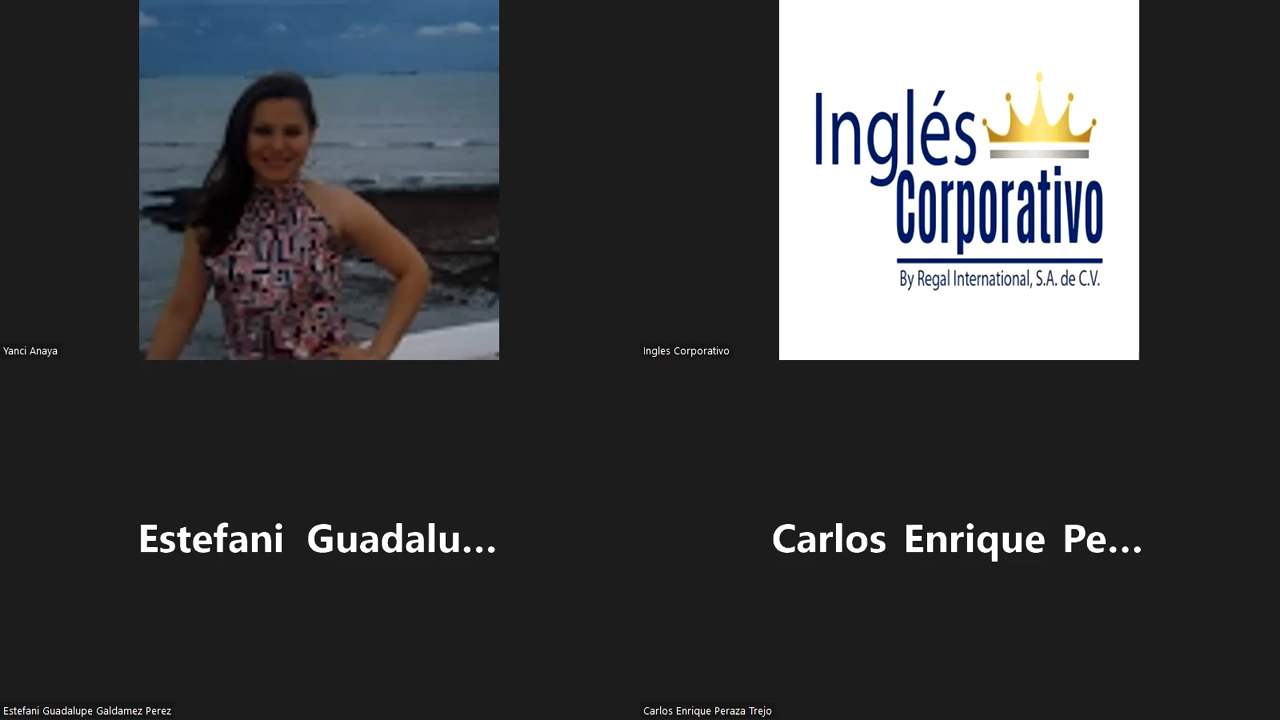 Inglés
Corporativo
By Regal International, S.A. de C.V.
Yanci Anaya
Ingles Corporativo
Estefani Guadalu...
Carlos Enrique Pe...
Estefani Guadalupe Galdamez Perez
Carlos Enrique Peraza Trejo